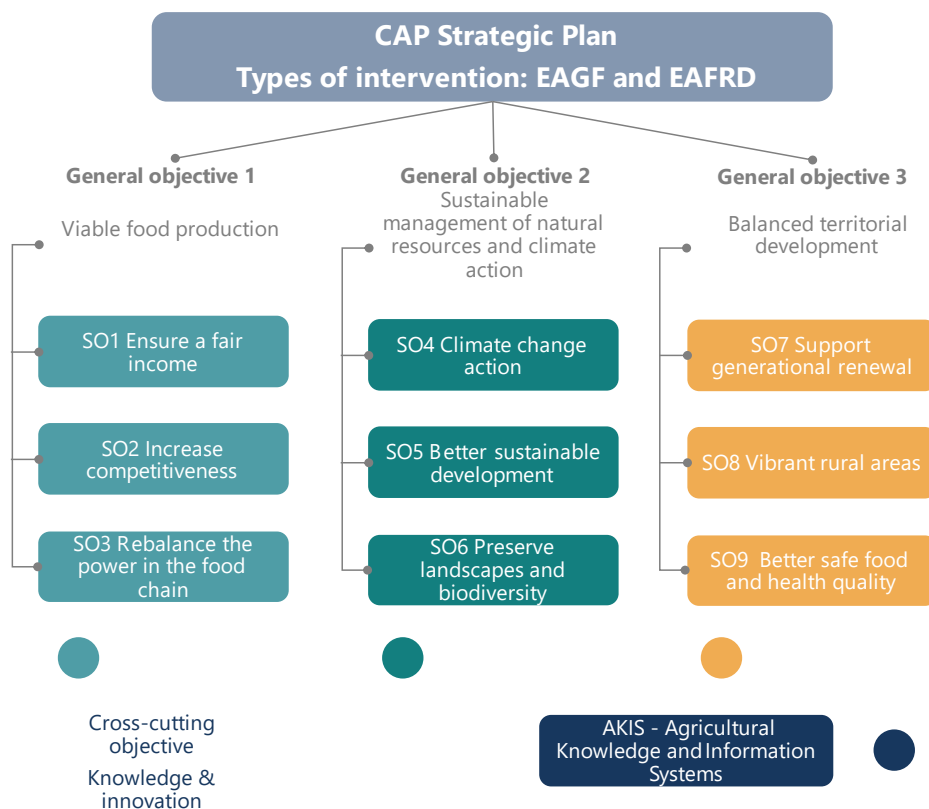 CAP Strategic Plan
Types of intervention: EAGF and EAFRD
General objective 1
Viable food production
SO1 Ensure a fair
income
SO2 Increase
competitiveness
SO3 Rebalance the
power in the food
chain
General objective 2
Sustainable
management of natural
resources and climate
action
SO4 Climate change
action
SO5 Better sustainable
development
SO6 Preserve
landscapes and
biodiversity
General objective 3
Balanced territorial
development
SO7 Support
generational renewal
SO8 Vibrant rural areas
SO9 Better safe food
and health quality
Cross-cutting
objective
Knowledge &
innovation
AKIS - Agricultural
Knowledge and Information
Systems